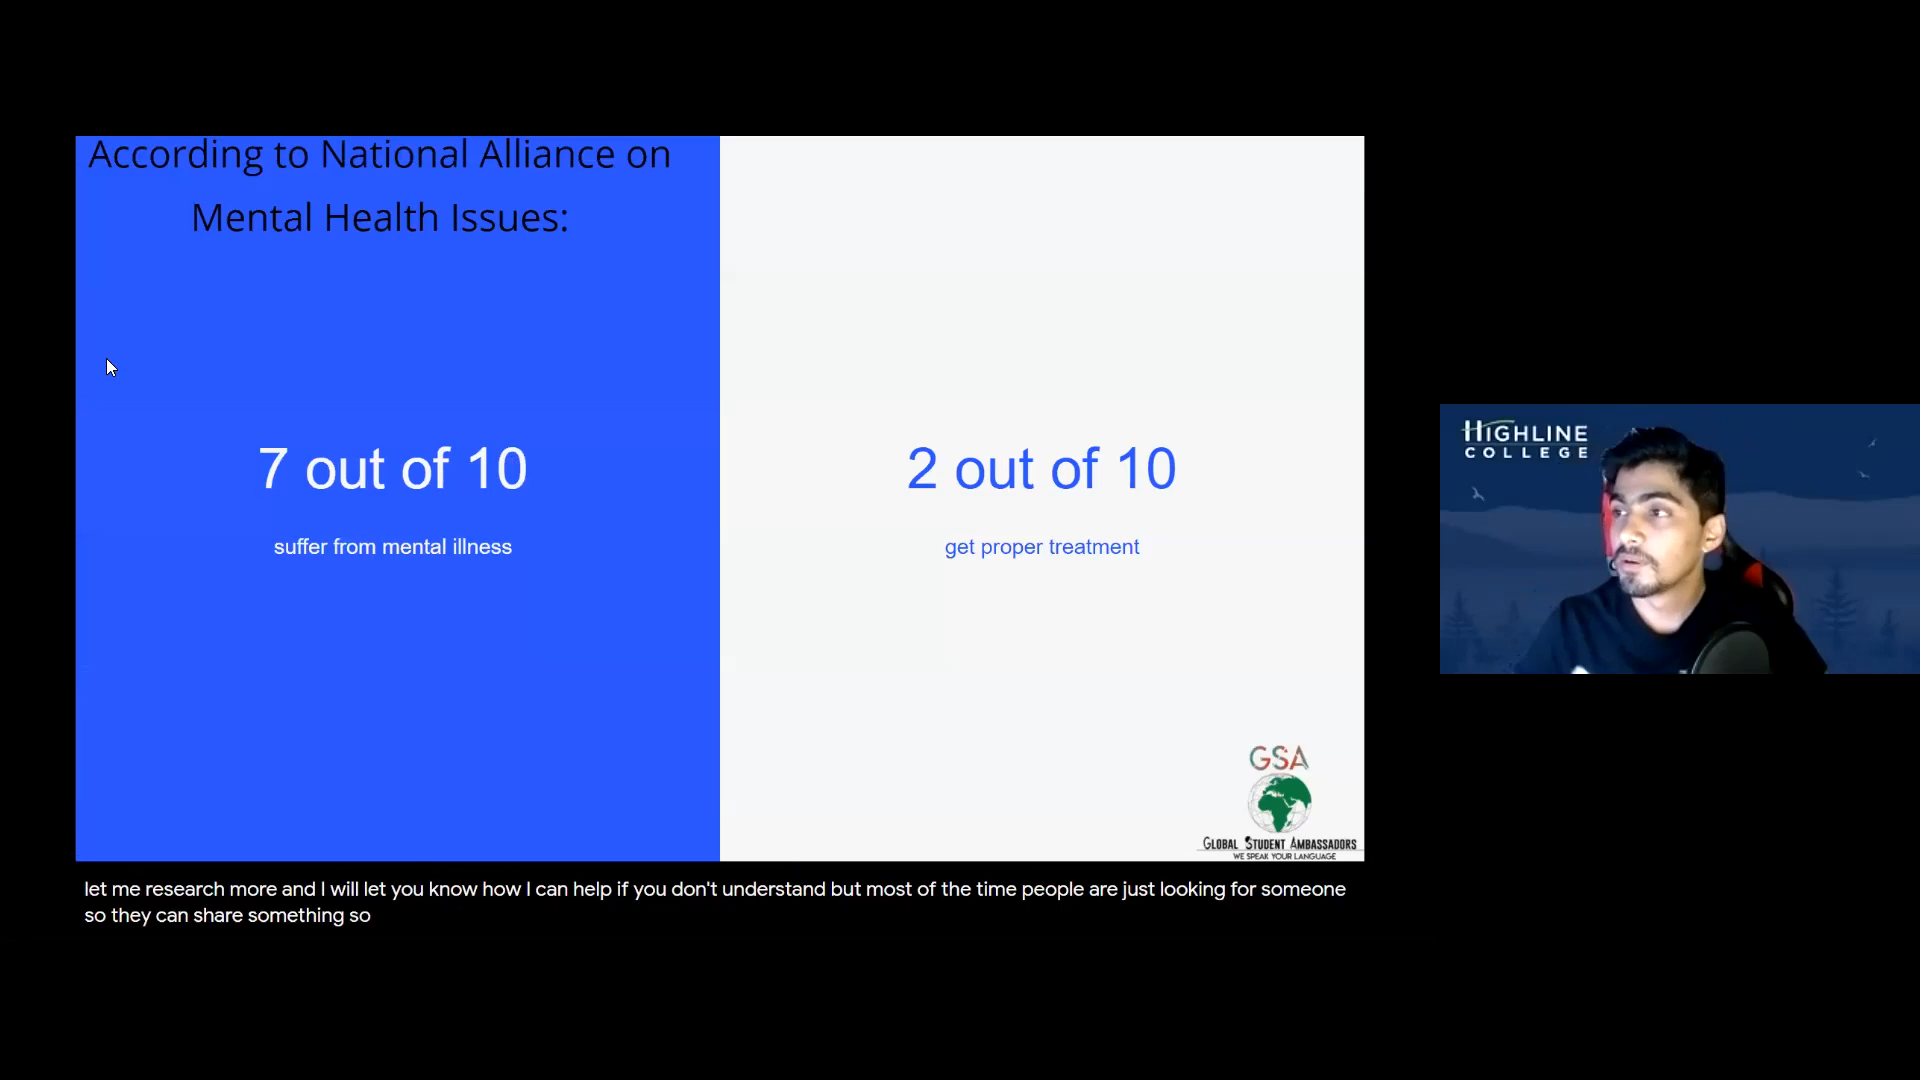 According to National Alliance on
Mental Health Issues:
7 out of 10
suffer from mental illness
2 out of 10
get proper treatment
GSA
GLOBAL STUDENT AMBASSADORS
WE SPEAK YOUR LANGUAGE
HIGHLINE
COLLEGE
let me research more and I will let you know how I can help if you don't understand but most of the time people are just looking for someone
so they can share something so